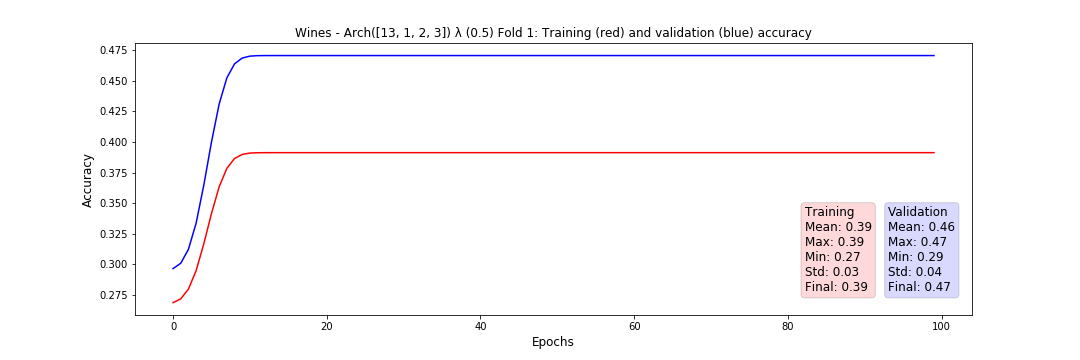 Wines - Arch([13, 1, 2, 3]) λ (0.5) Fold 1: Training (red) and validation (blue) accuracy
0.475
0.450
0.425
0.400
0.375
0.350
0.325
0.300
0.275
Accuracy
Training
Mean: 0.39
Max: 0.39
Min: 0.27
Std: 0.03
Final: 0.39
Validation
Mean: 0.46
Max: 0.47
Min: 0.29
Std: 0.04
Final: 0.47
0
20
40
60
80
100
Epochs